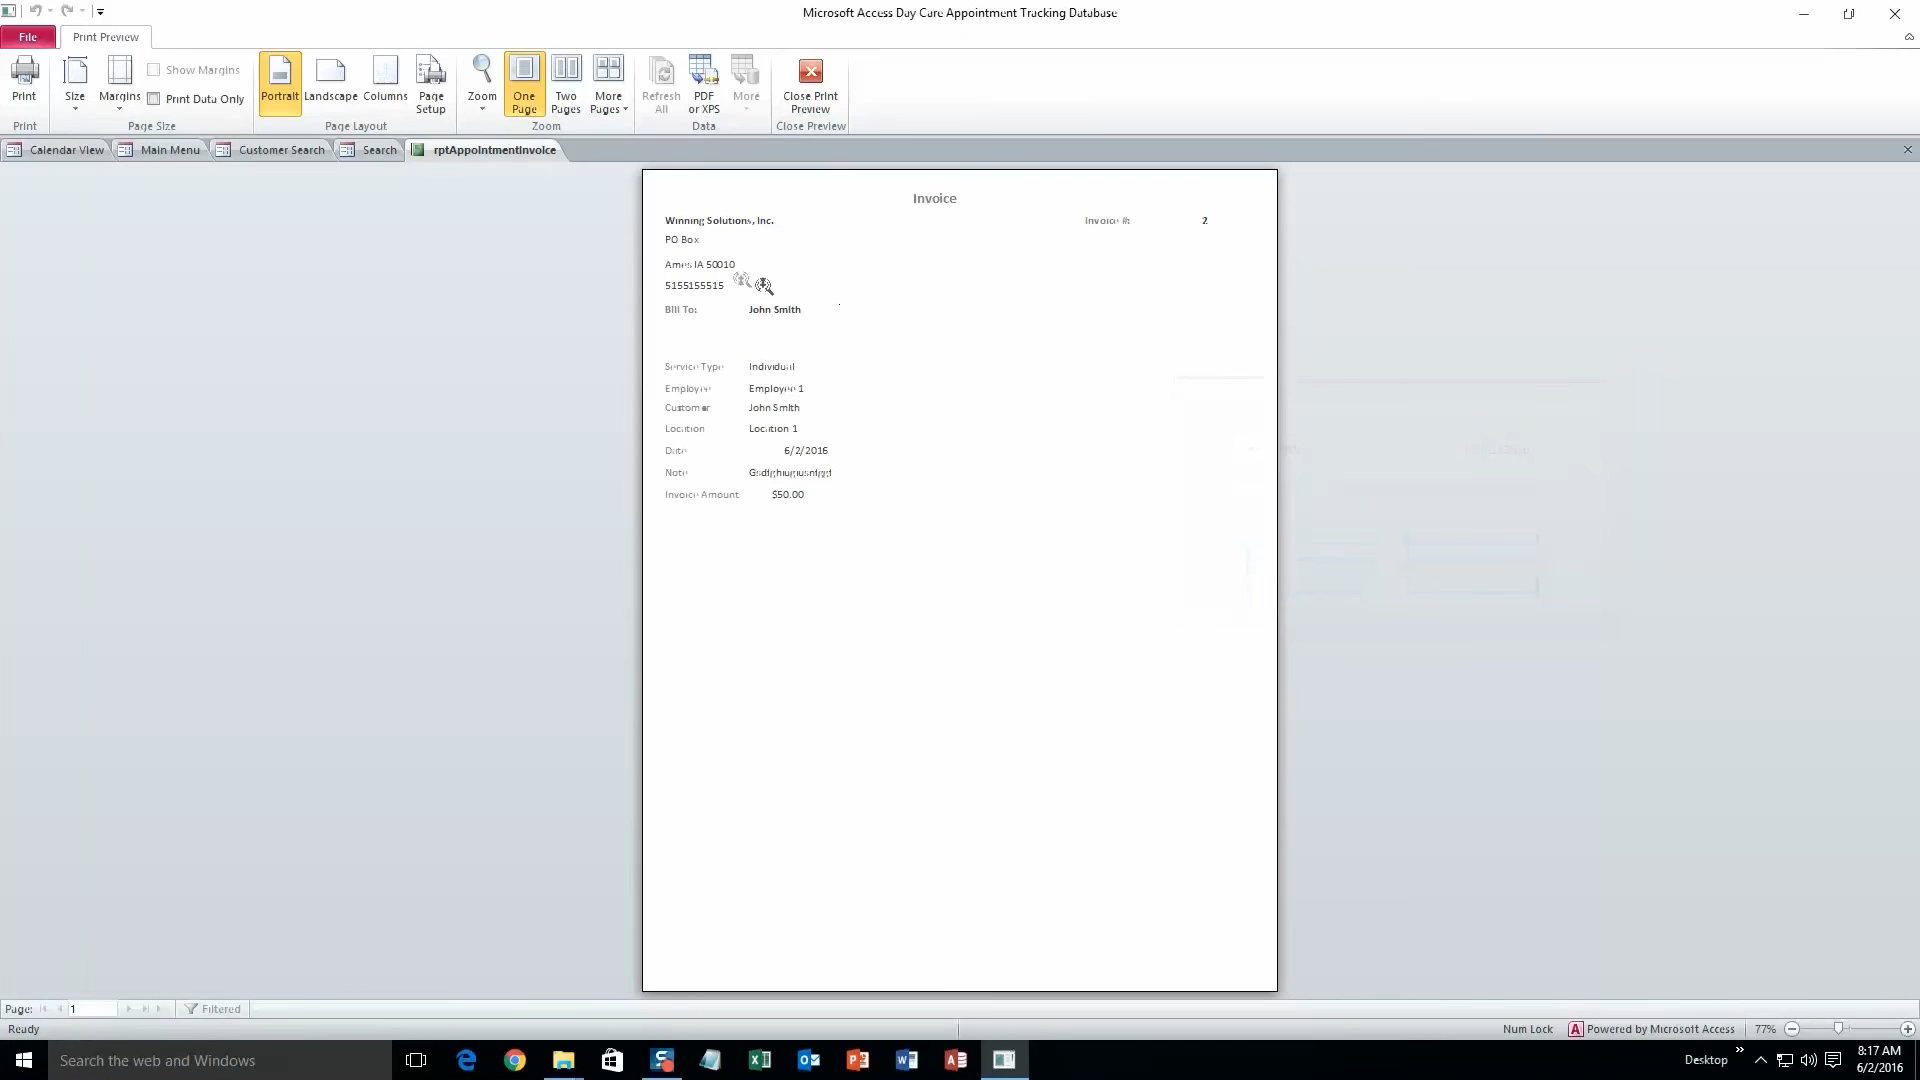 Microsoft Access Day Care Appointment Tracking Database
File
Print Preview
Print
Size
Margins
Show Margins
Print Data Only
Portrait
Landscape
Columns
Page Setup
Zoom
One Page
Two Pages
More Pages
Refresh All
PDF or XPS
More
Close Print Preview
Print
Page Size
Page Layout
Zoom
Data
Close Preview
Calendar View
Main Menu
Customer Search
Search
rptAppointmentInvoice
Invoice
Winning Solutions, Inc.
Invoice #:
2
PO Box
Ames IA 50010
5155155515
Bill To:
John Smith
Service Type
Individual
Employee
Employee 1
Customer
John Smith
Location
Location 1
Date
6/2/2016
Note
Invoice Amount
$50.00
Page:
1
Filtered
Ready
Num Lock
Powered by Microsoft Access
77%
Search the web and Windows
Desktop
8:17 AM
6/2/2016